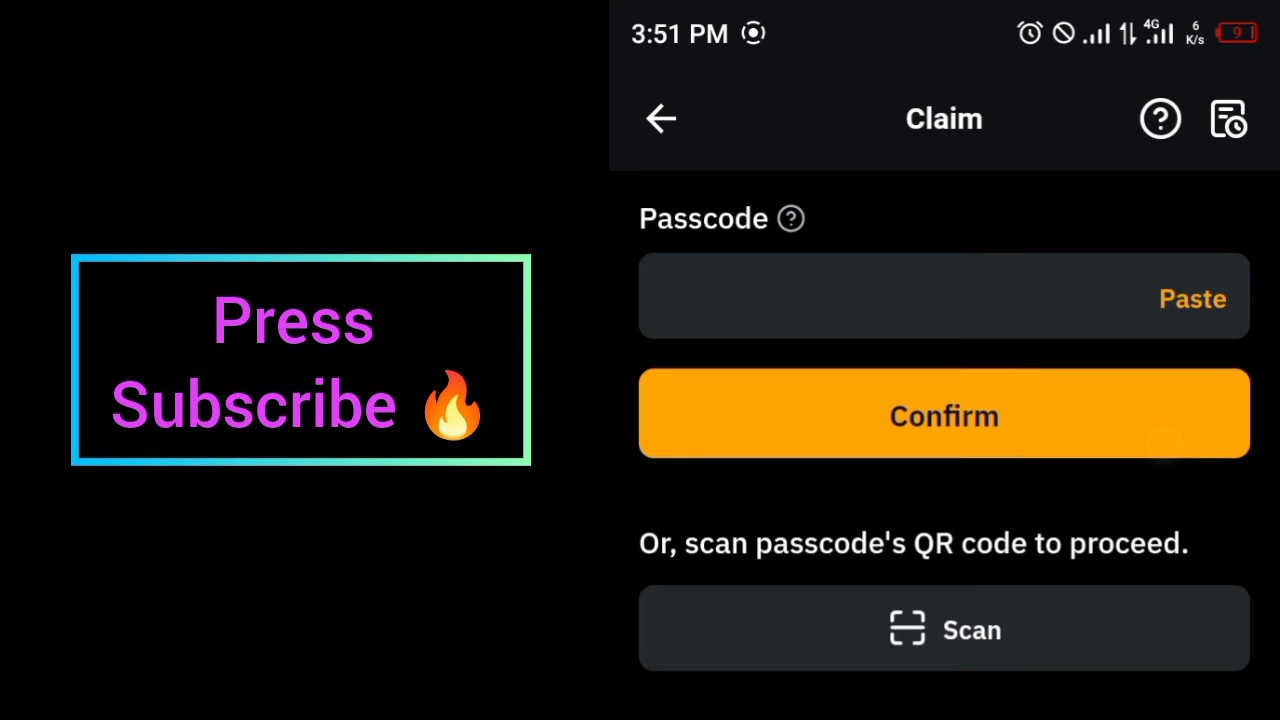 Press
Subscribe 🔥
3:51 PM
4G
6
K/s
9
Claim
Passcode
Paste
Confirm
Or, scan passcode's QR code to proceed.
Scan